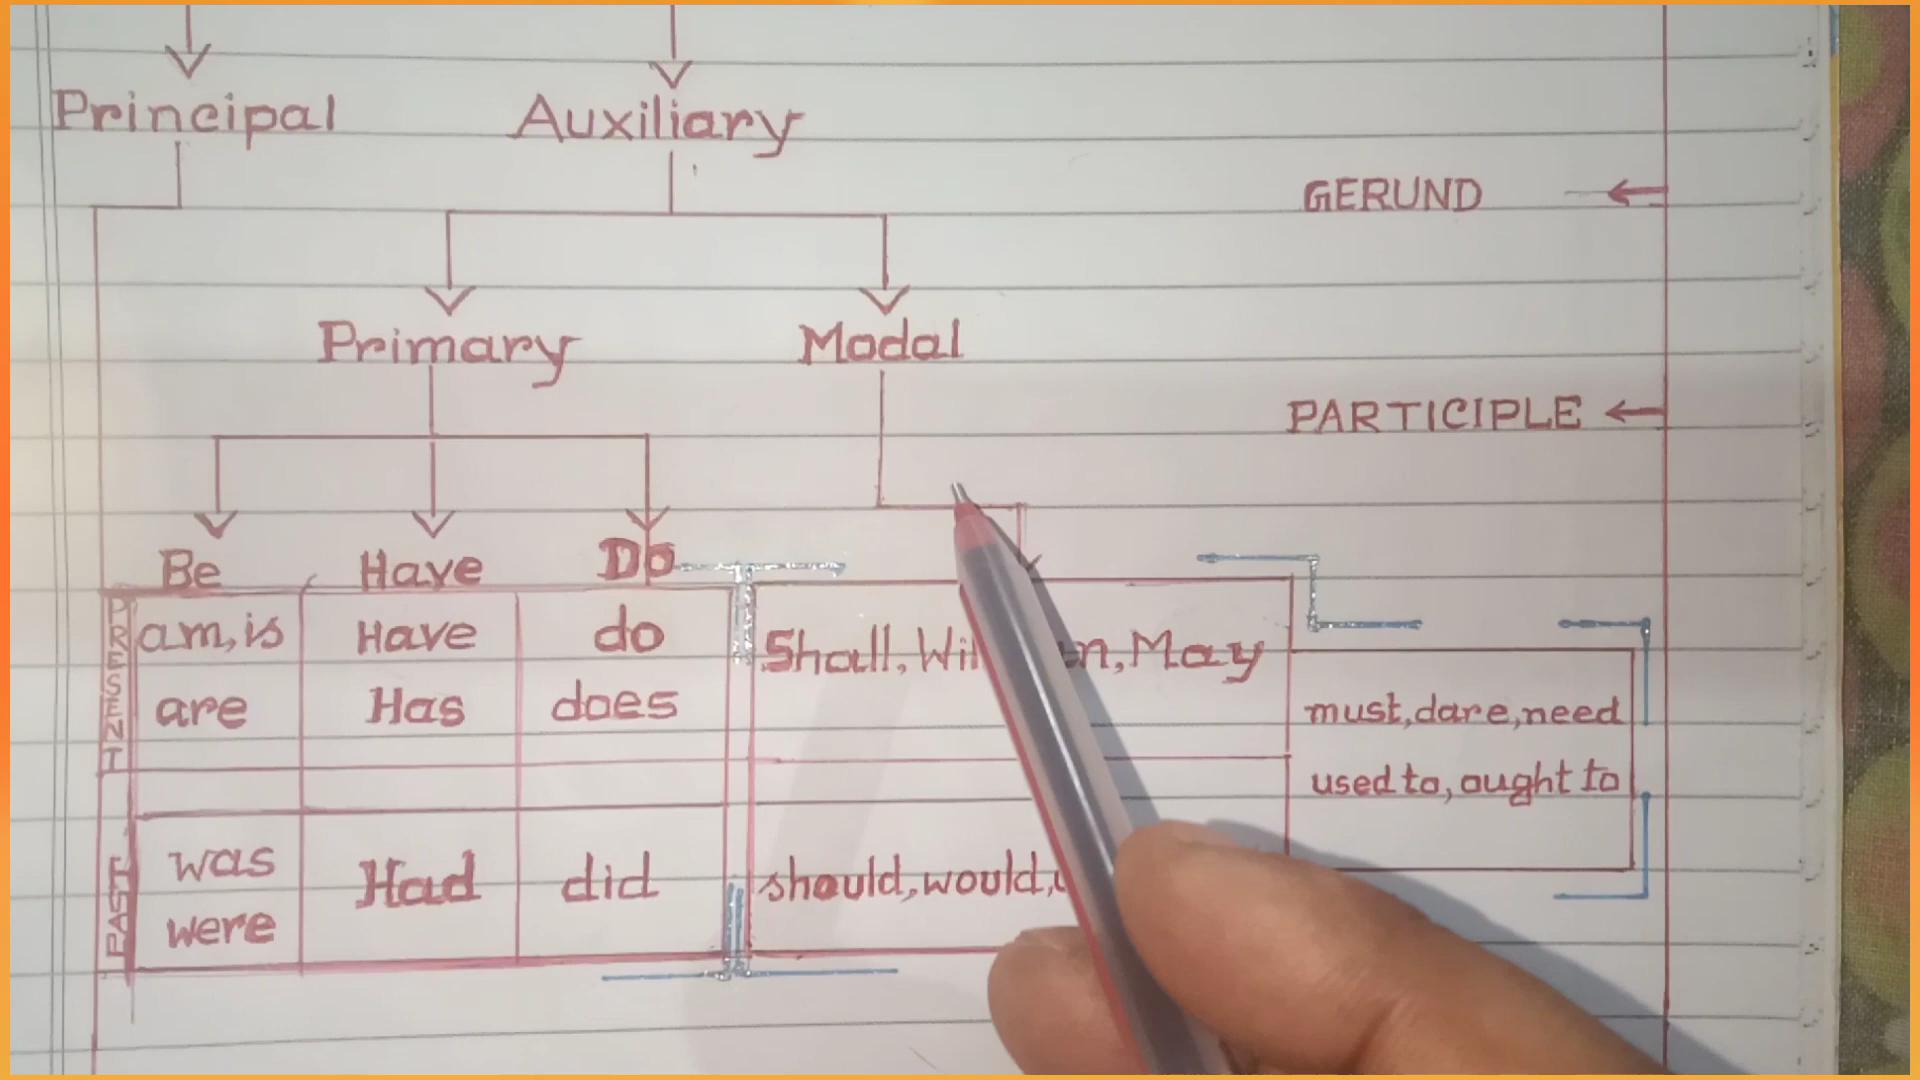 Principal Auxiliary
GERUND
Primary Modal
PARTICIPLE
Be Have Do
PRESENT
am, is Have do Shall, May
are Has does must, dare, need
used to, ought to
PAST
was Had did should, would,
were